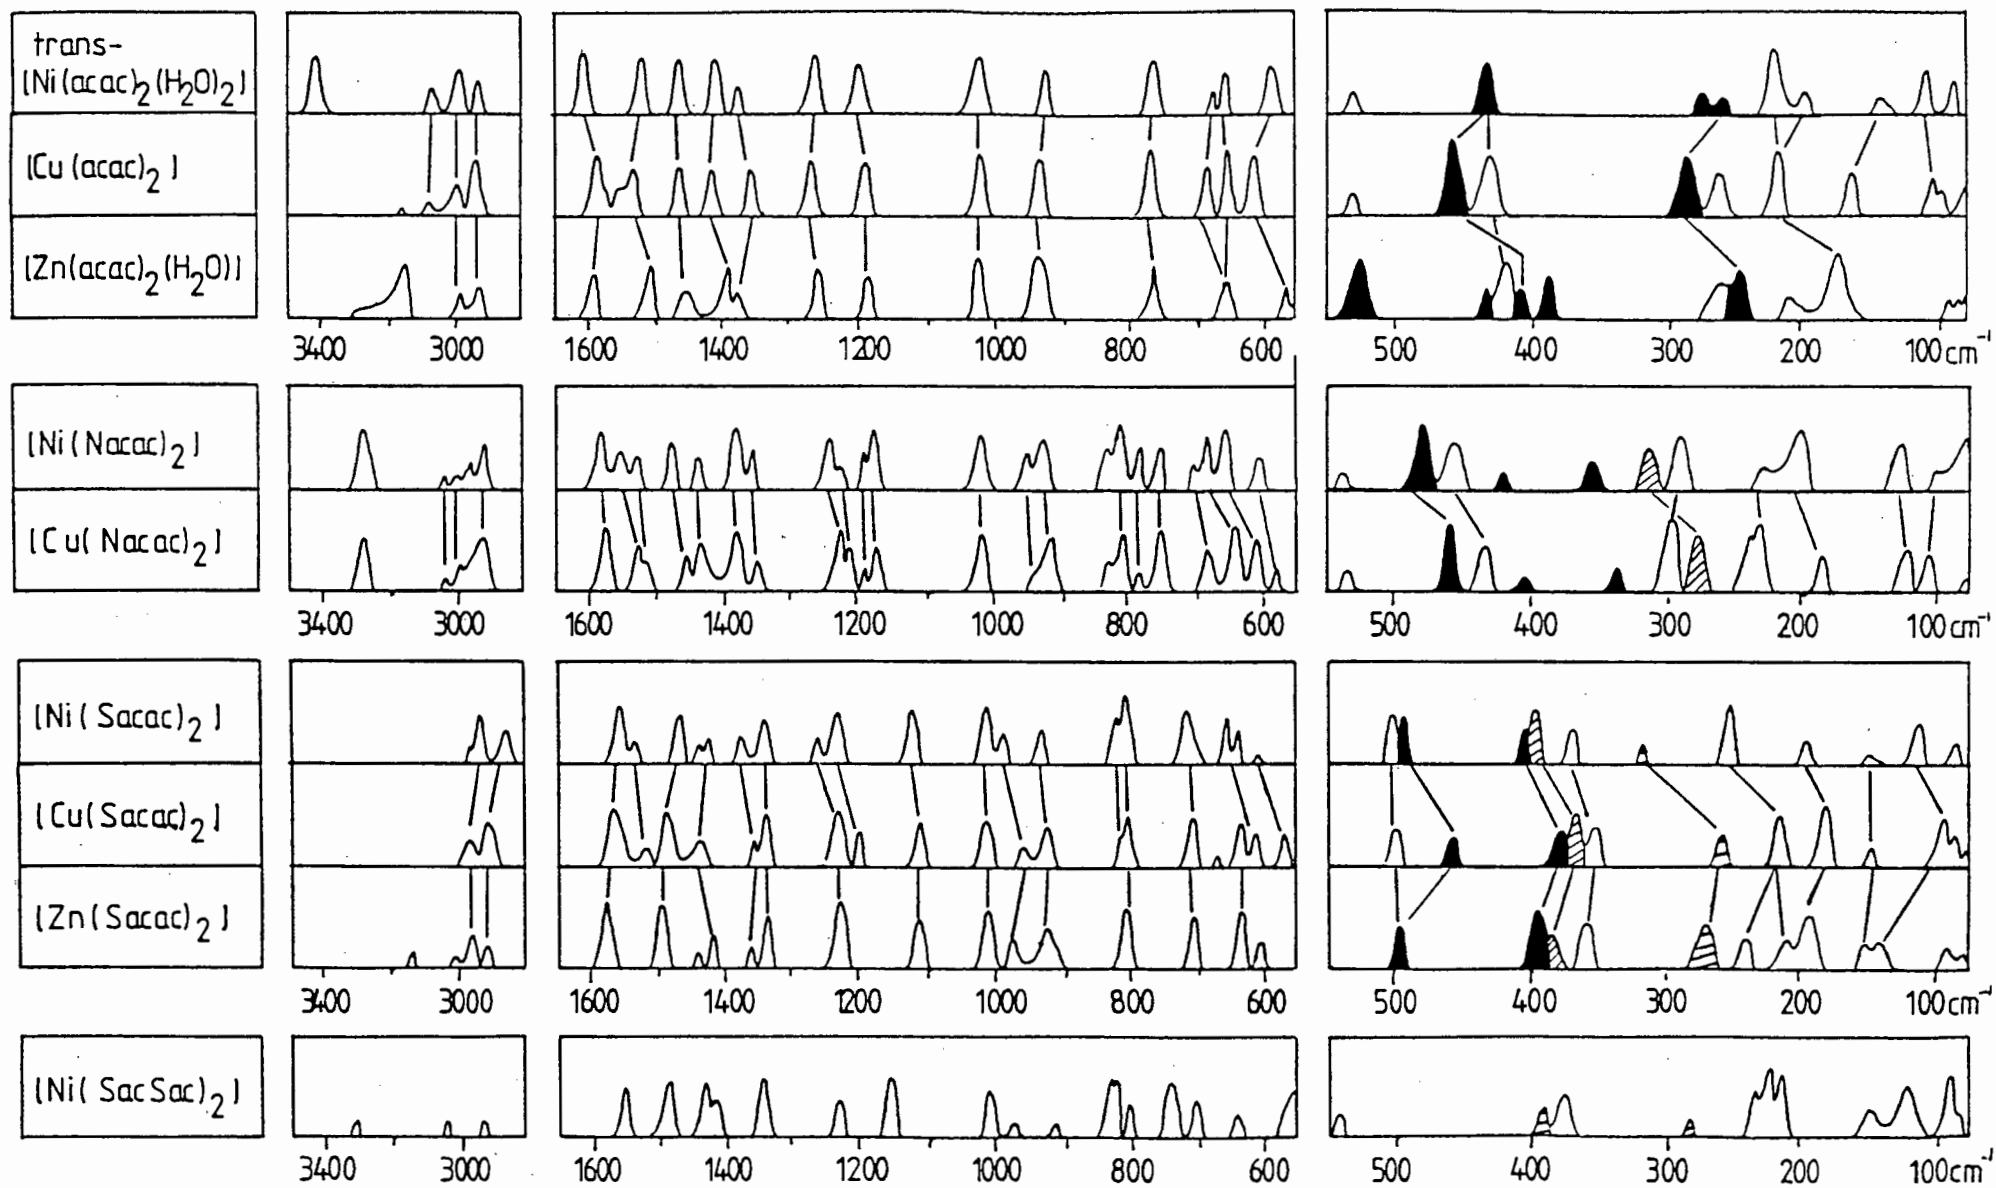 trans-
[Ni(acac)2(H2O)2]
[Cu(acac)2]
[Zn(acac)2(H2O)]
3400 3000 1600 1400 1200 1000 800 600 500 400 300 200 100 cm⁻¹
[Ni(Nacac)2]
[Cu(Nacac)2]
3400 3000 1600 1400 1200 1000 800 600 500 400 300 200 100 cm⁻¹
[Ni(Sacac)2]
[Cu(Sacac)2]
[Zn(Sacac)2]
3400 3000 1600 1400 1200 1000 800 600 500 400 300 200 100 cm⁻¹
[Ni(SacSac)2]
3400 3000 1600 1400 1200 1000 800 600 500 400 300 200 100 cm⁻¹